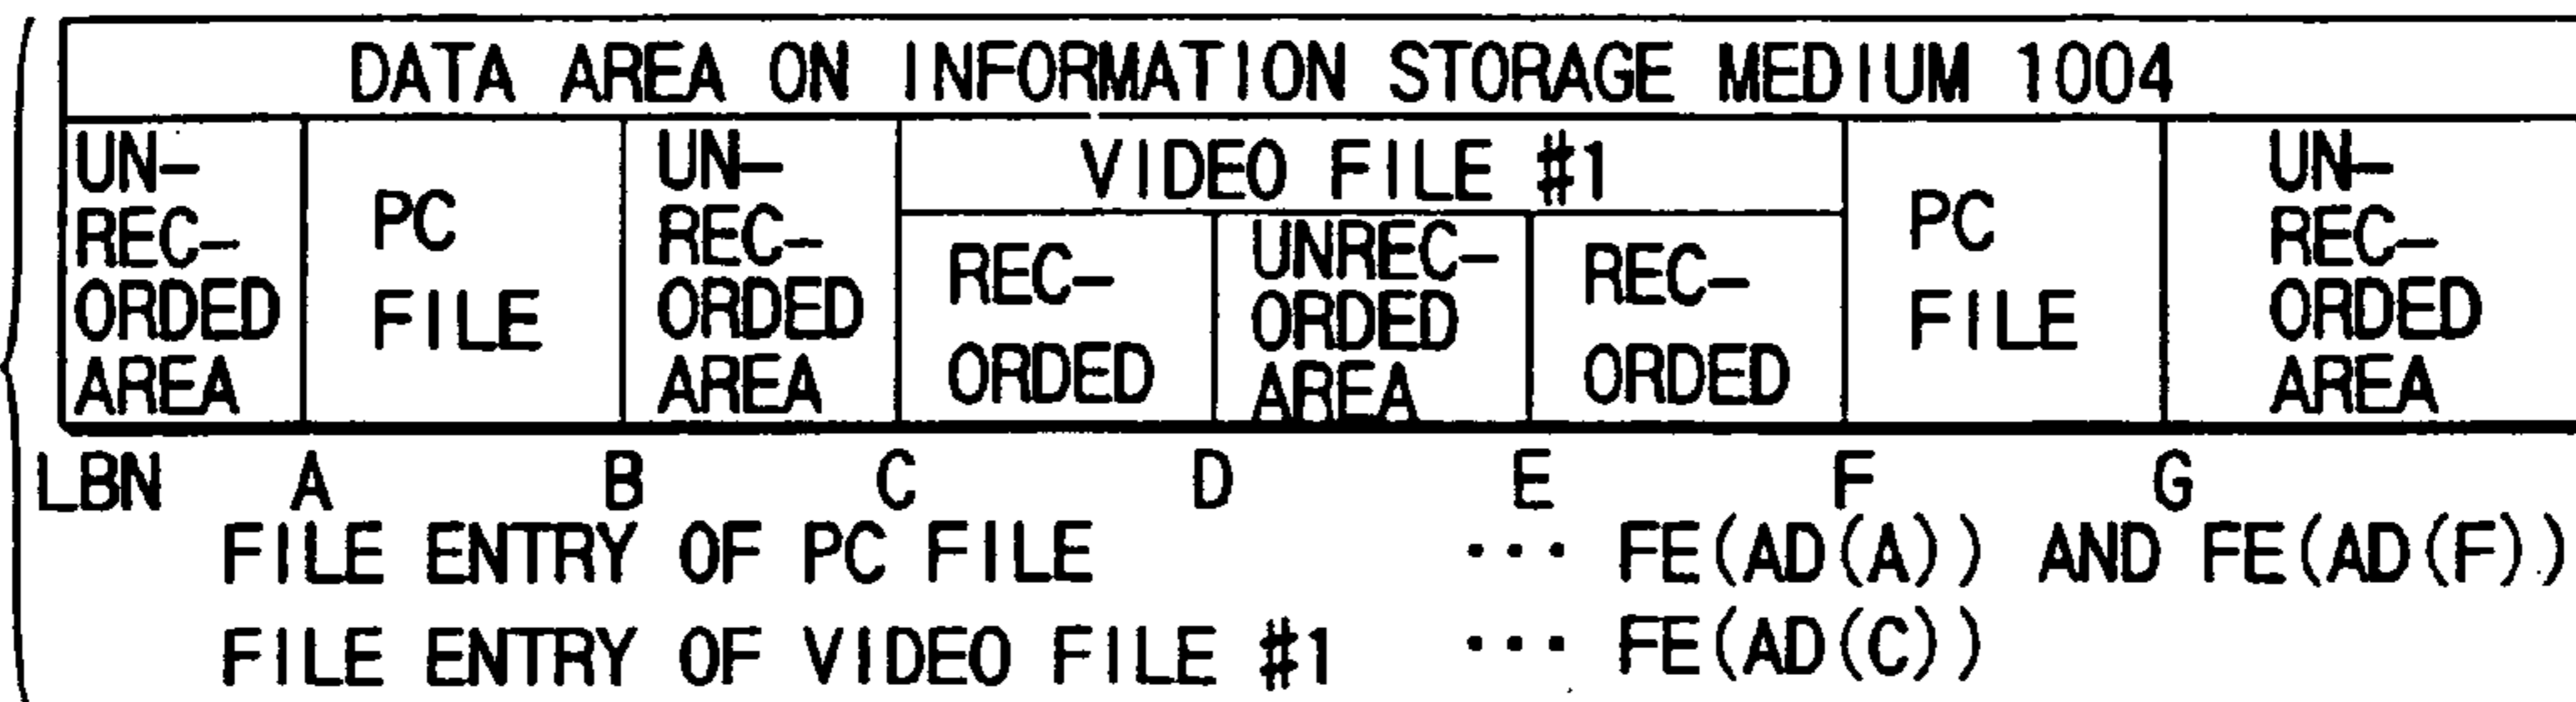 DATA AREA ON INFORMATION STORAGE MEDIUM 1004
UN-
REC-
ORDED
AREA
PC
FILE
UN-
REC-
ORDED
AREA
VIDEO FILE #1
REC-
ORDED
UNREC-
ORDED
AREA
REC-
ORDED
PC
FILE
UN-
REC-
ORDED
AREA
LBN A B C D E F G
FILE ENTRY OF PC FILE ··· FE(AD(A)) AND FE(AD(F))
FILE ENTRY OF VIDEO FILE #1 ··· FE(AD(C))